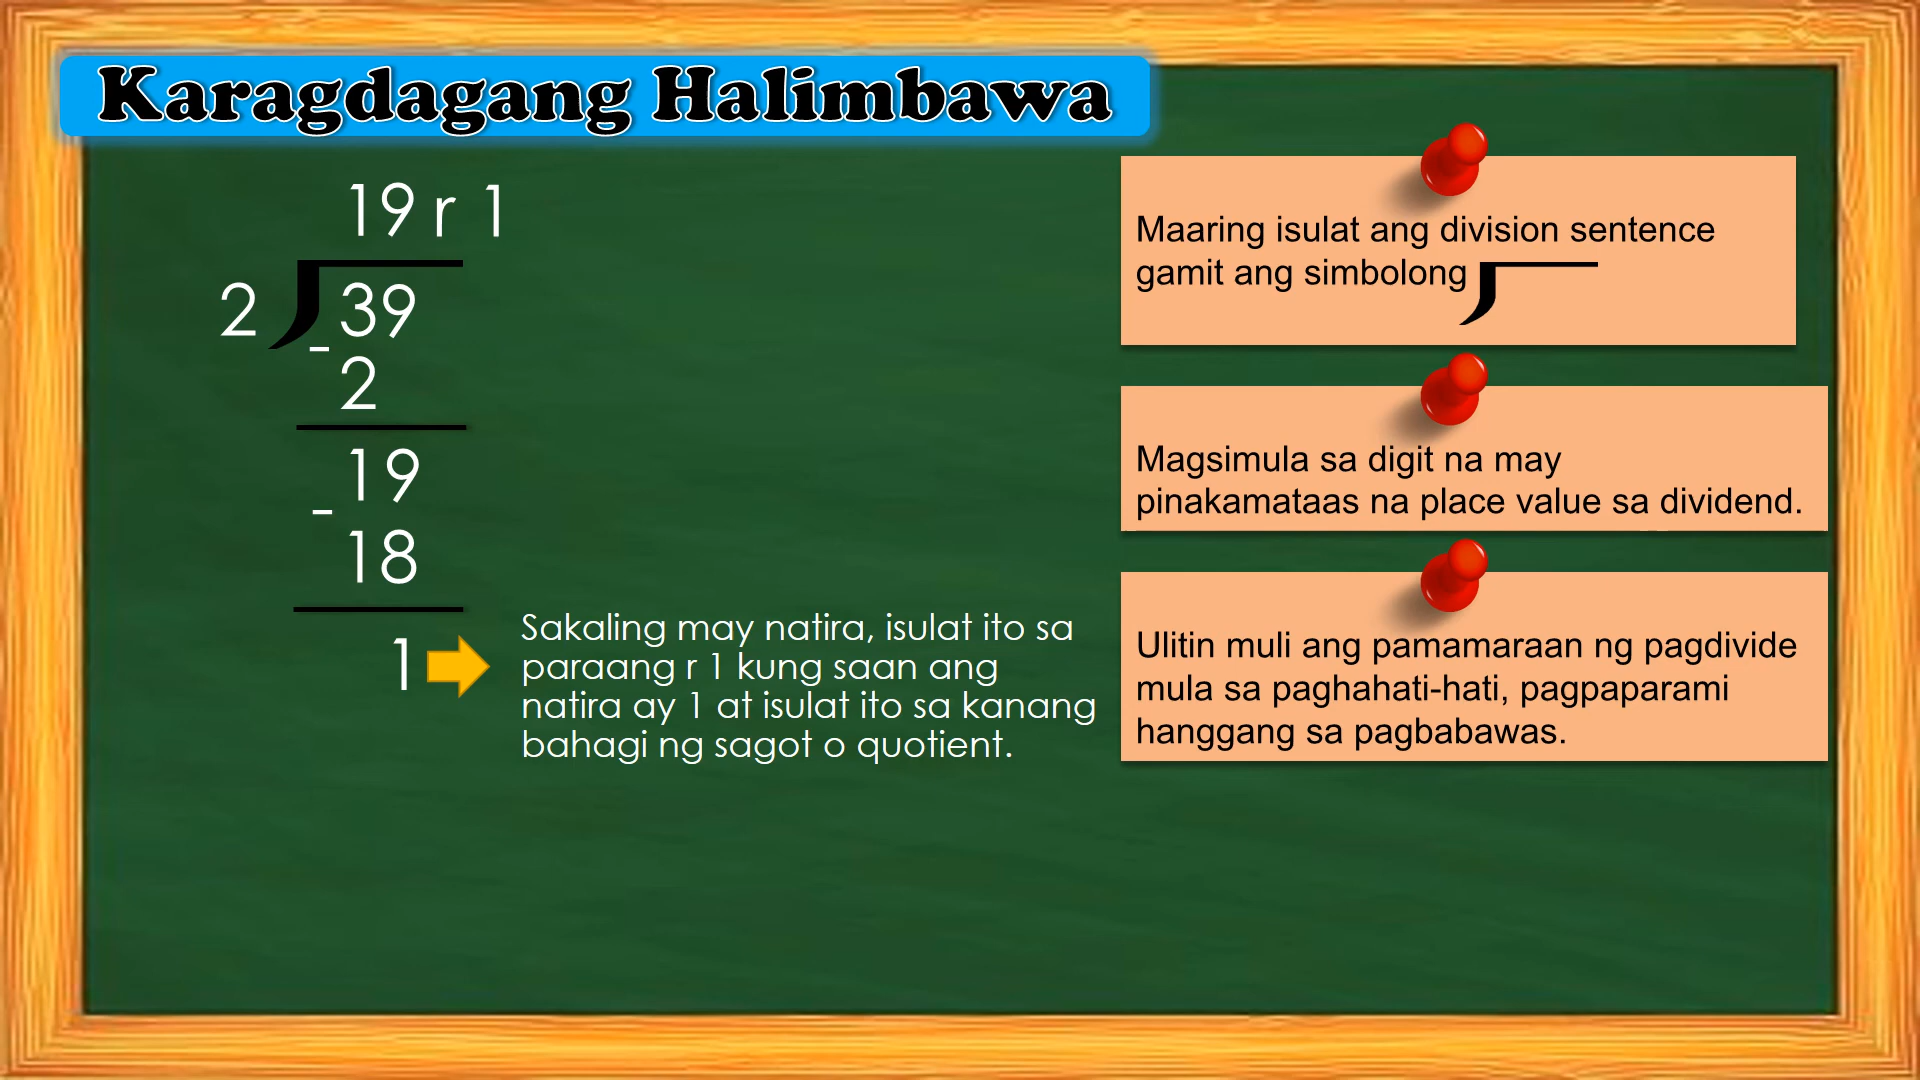 Karagdagang Halimbawa
19 r 1
2 39
- 2
19
- 18
1
Sakaling may natira, isulat ito sa
paraang r 1 kung saan ang
natira ay 1 at isulat ito sa kanang
bahagi ng sagot o quotient.
Maaring isulat ang division sentence
gamit ang simbolong
Magsimula sa digit na may
pinakamataas na place value sa dividend.
Ulitin muli ang pamamaraan ng pagdivide
mula sa paghahati-hati, pagpaparami
hanggang sa pagbabawas.